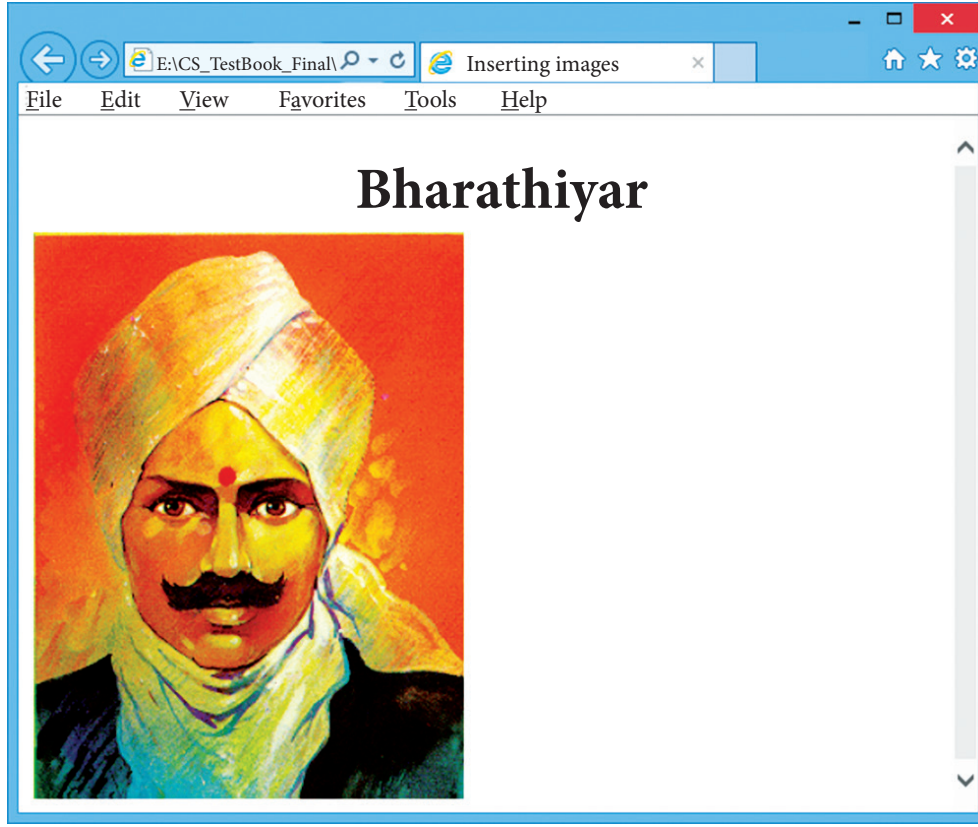 E:\CS_TestBook_Final\ Inserting images
File Edit View Favorites Tools Help
Bharathiyar